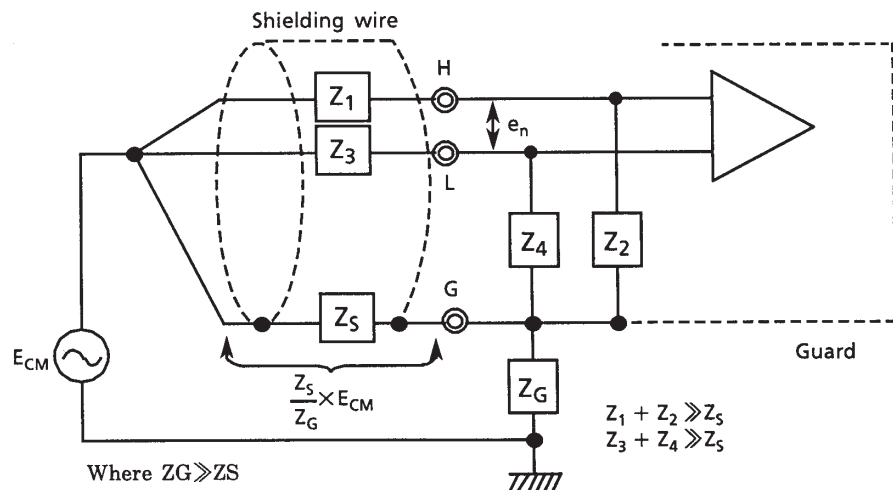 Shielding wire
H
Z1
en
Z3
L
Z4
Z2
G
ZS
ECM
Guard
ZS/ZG × ECM
ZG
Z1 + Z2 ≫ ZS
Z3 + Z4 ≫ ZS
Where ZG≫ZS